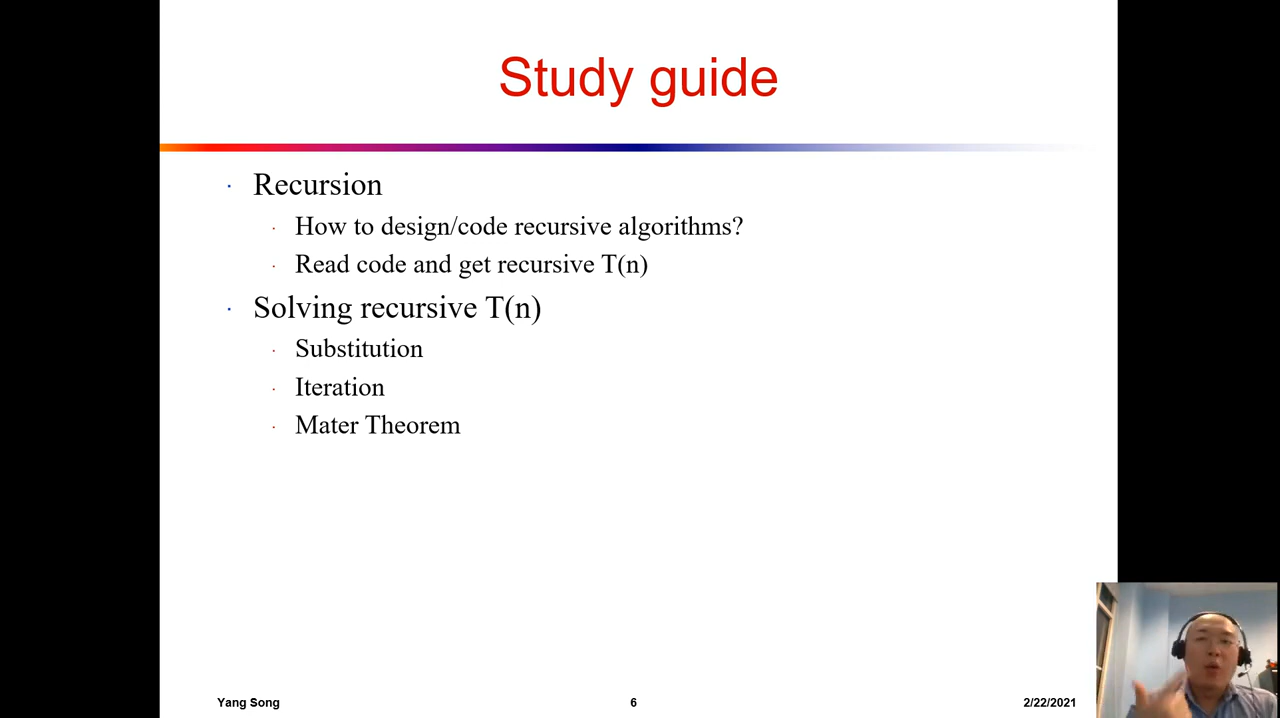 Study guide
· Recursion
· How to design/code recursive algorithms?
· Read code and get recursive T(n)
· Solving recursive T(n)
· Substitution
· Iteration
· Mater Theorem
Yang Song
6
2/22/2021